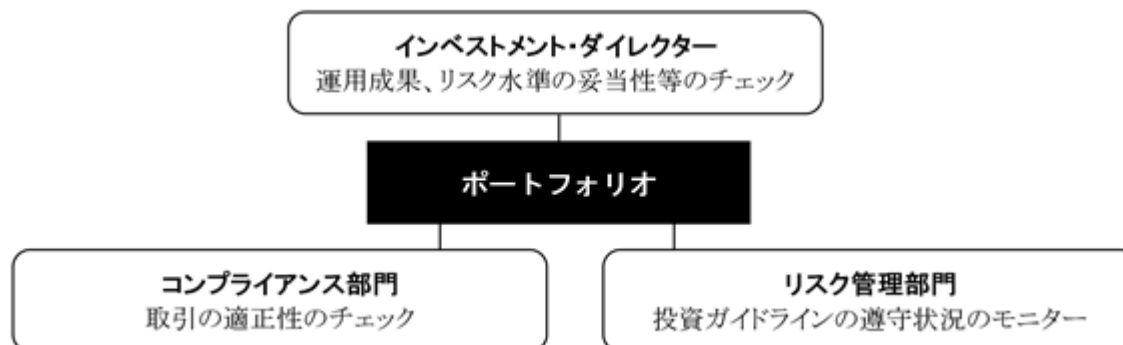 インベストメント・ダイレクター
運用成果、リスク水準の妥当性等のチェック
ポートフォリオ
コンプライアンス部門
取引の適正性のチェック
リスク管理部門
投資ガイドラインの遵守状況のモニター